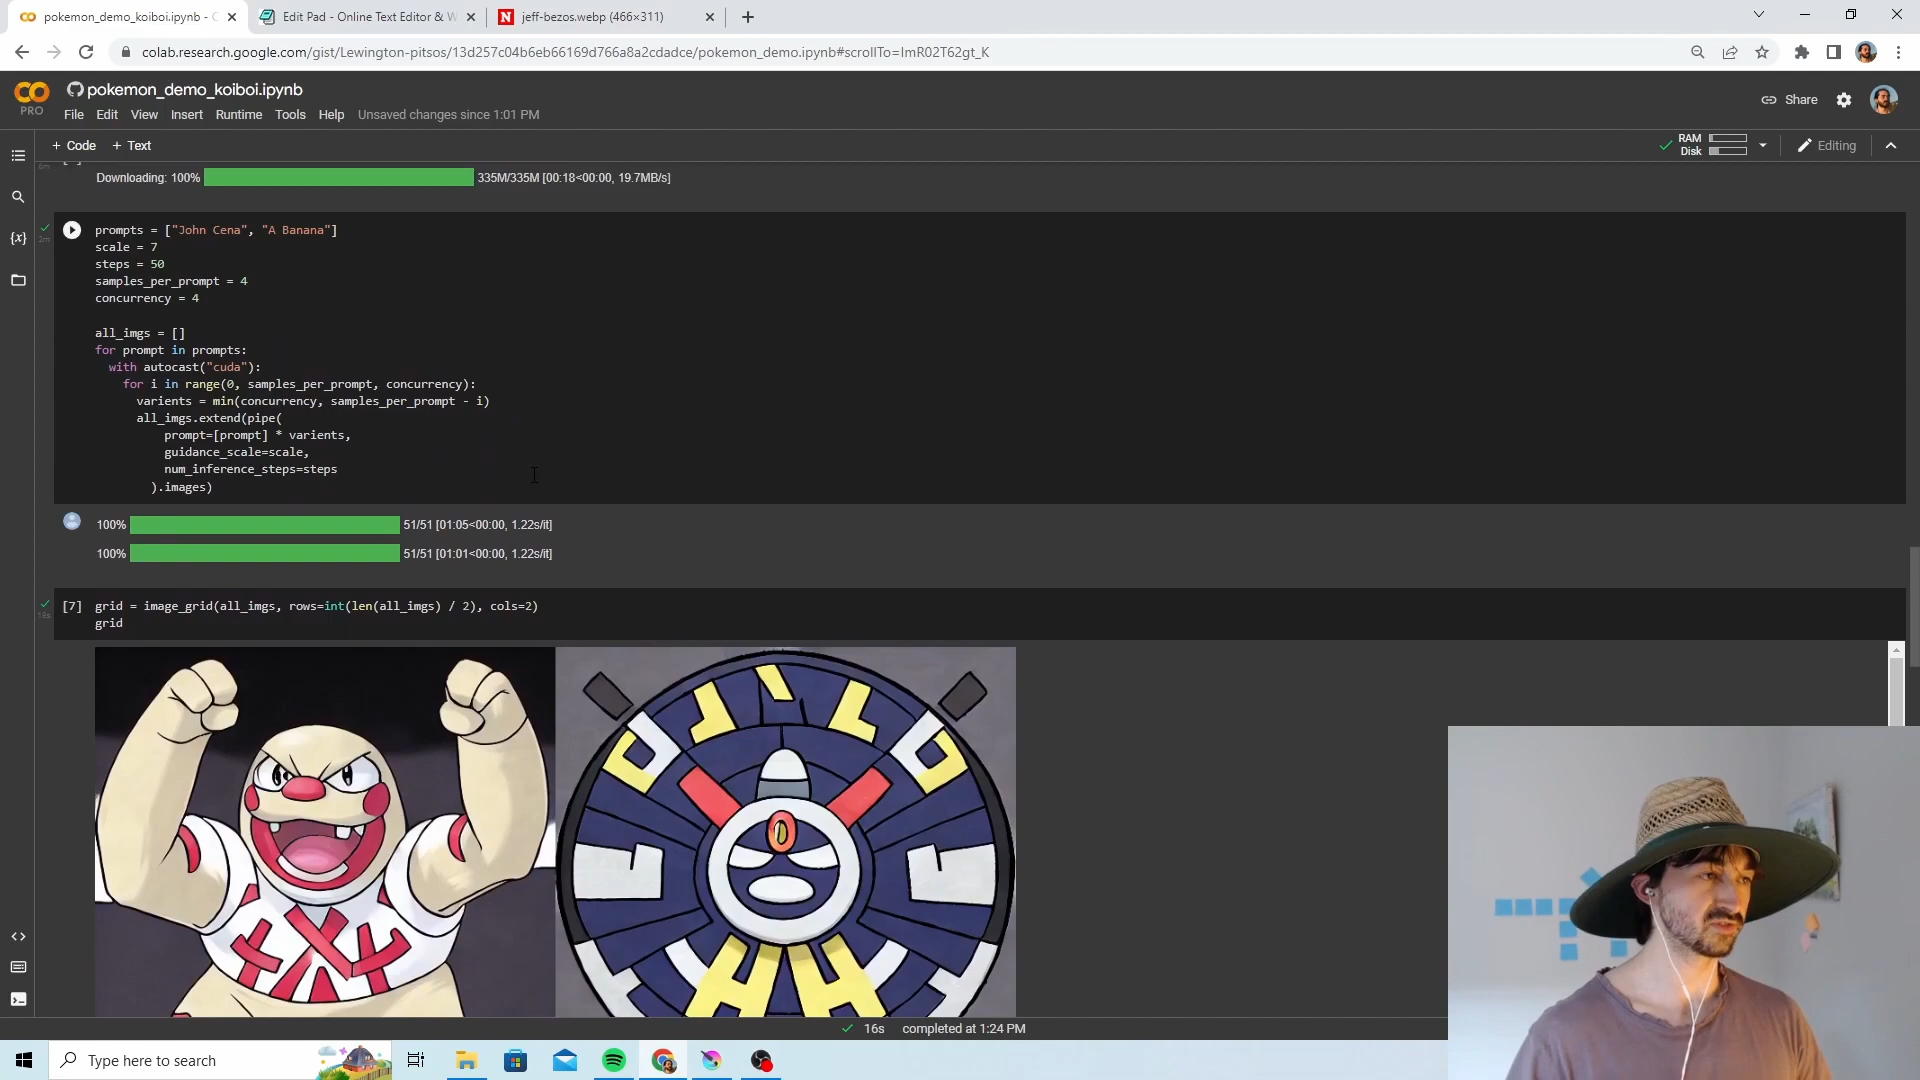 pokemon_demo_koiboi.ipynb - C
Edit Pad - Online Text Editor & W
N
jeff-bezos.webp (466×311)
colab.research.google.com/gist/Lewington-pitsos/13d257c04b6eb66169d766a8a2cdadce/pokemon_demo.ipynb#scrollTo=ImR02T62gt_K
PRO
pokemon_demo_koiboi.ipynb
File Edit View Insert Runtime Tools Help Unsaved changes since 1:01 PM
Share
+ Code + Text
RAM
Disk
Editing
Downloading: 100% 335M/335M [00:18<00:00, 19.7MB/s]
{x}
prompts = ["John Cena", "A Banana"]
scale = 7
steps = 50
samples_per_prompt = 4
concurrency = 4
all_imgs = []
for prompt in prompts:
with autocast("cuda"):
for i in range(0, samples_per_prompt, concurrency):
varients = min(concurrency, samples_per_prompt - i)
all_imgs.extend(pipe(
prompt=[prompt] * varients,
guidance_scale=scale,
num_inference_steps=steps
).images)
2m
100% 51/51 [01:05<00:00, 1.22s/it]
100% 51/51 [01:01<00:00, 1.22s/it]
[7] grid = image_grid(all_imgs, rows=int(len(all_imgs) / 2), cols=2)
grid
16s
16s completed at 1:24 PM
Type here to search